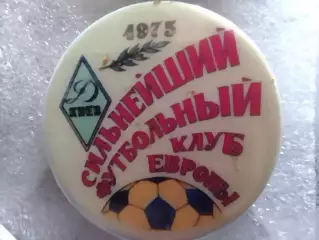 1975
Д
КИЕВ
СИЛЬНЕЙШИЙ
ФУТБОЛЬНЫЙ
КЛУБ
ЕВРОПЫ